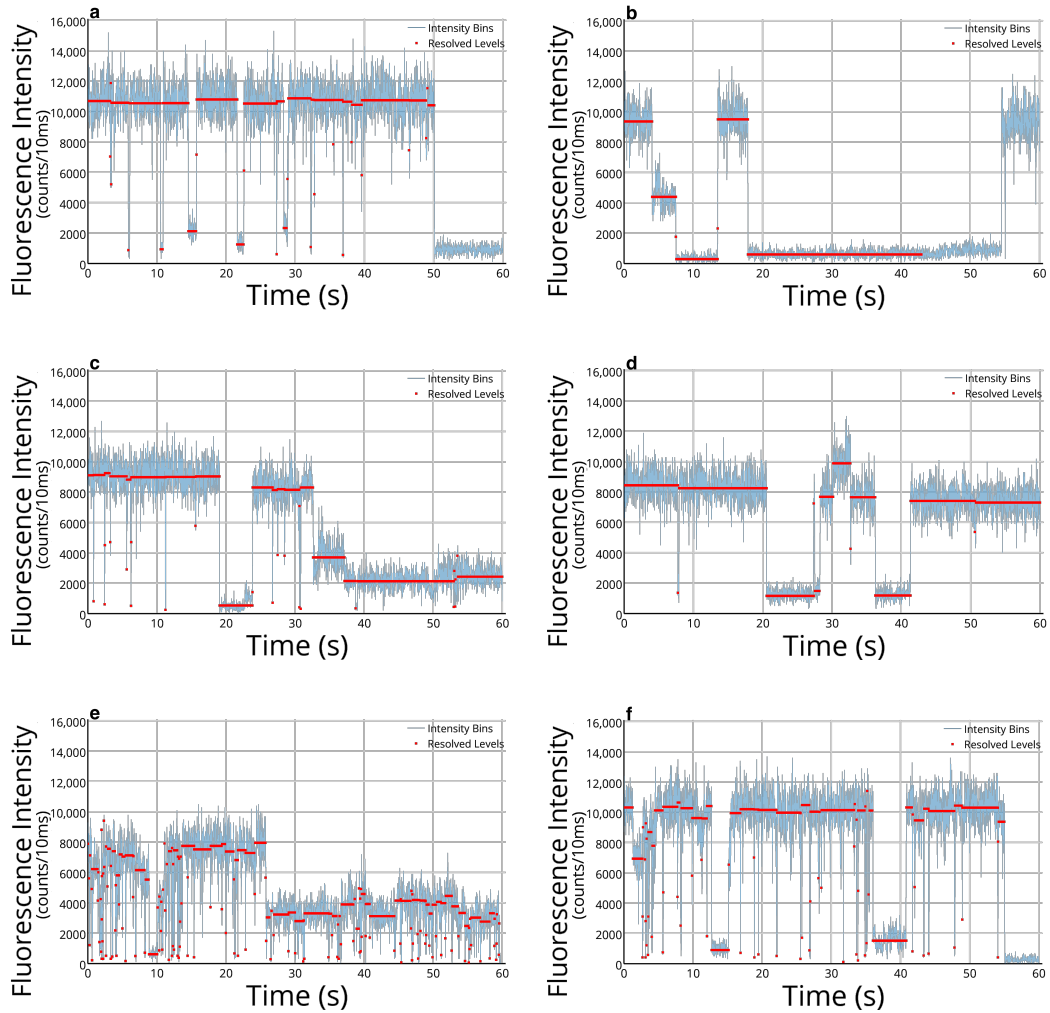 a
16,000
14,000
12,000
10,000
8000
6000
4000
2000
0
0 10 20 30 40 50 60
Intensity Bins
Resolved Levels
Fluorescence Intensity
(counts/10ms)
Time (s)
b
16,000
14,000
12,000
10,000
8000
6000
4000
2000
0
0 10 20 30 40 50 60
Intensity Bins
Resolved Levels
Fluorescence Intensity
(counts/10ms)
Time (s)
c
16,000
14,000
12,000
10,000
8000
6000
4000
2000
0
0 10 20 30 40 50 60
Intensity Bins
Resolved Levels
Fluorescence Intensity
(counts/10ms)
Time (s)
d
16,000
14,000
12,000
10,000
8000
6000
4000
2000
0
0 10 20 30 40 50 60
Intensity Bins
Resolved Levels
Fluorescence Intensity
(counts/10ms)
Time (s)
e
16,000
14,000
12,000
10,000
8000
6000
4000
2000
0
0 10 20 30 40 50 60
Intensity Bins
Resolved Levels
Fluorescence Intensity
(counts/10ms)
Time (s)
f
16,000
14,000
12,000
10,000
8000
6000
4000
2000
0
0 10 20 30 40 50 60
Intensity Bins
Resolved Levels
Fluorescence Intensity
(counts/10ms)
Time (s)